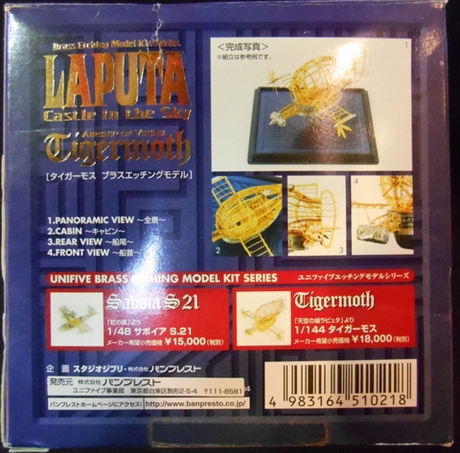 Brass Etching Model Kit Series
LAPUTA
Castle in the Sky
AIRSHIP OF VIKING
Tigermoth
[タイガーモス ブラスエッチングモデル]
<完成写真>
※組立は参考例です。
1
2
3
4
1.PANORAMIC VIEW ～全景～
2.CABIN ～キャビン～
3.REAR VIEW ～船尾～
4.FRONT VIEW ～船首～
UNIFIVE BRASS ETCHING MODEL KIT SERIES
ユニファイブエッチングモデルシリーズ
Savoia S 21
「紅の豚」より
1/48 サボイア S.21
メーカー希望小売価格 ¥15,000(税別)
Tigermoth
「天空の城ラピュタ」より
1/144 タイガーモス
メーカー希望小売価格 ¥18,000(税別)
企 画 スタジオジブリ・株式会社バンプレスト
発売元 株式会社バンプレスト
ユニファイブ事業部 東京都台東区駒形2-5-4 〒111-8581
バンプレストホームページにアクセス! http://www.banpresto.co.jp/
4 983164 510218